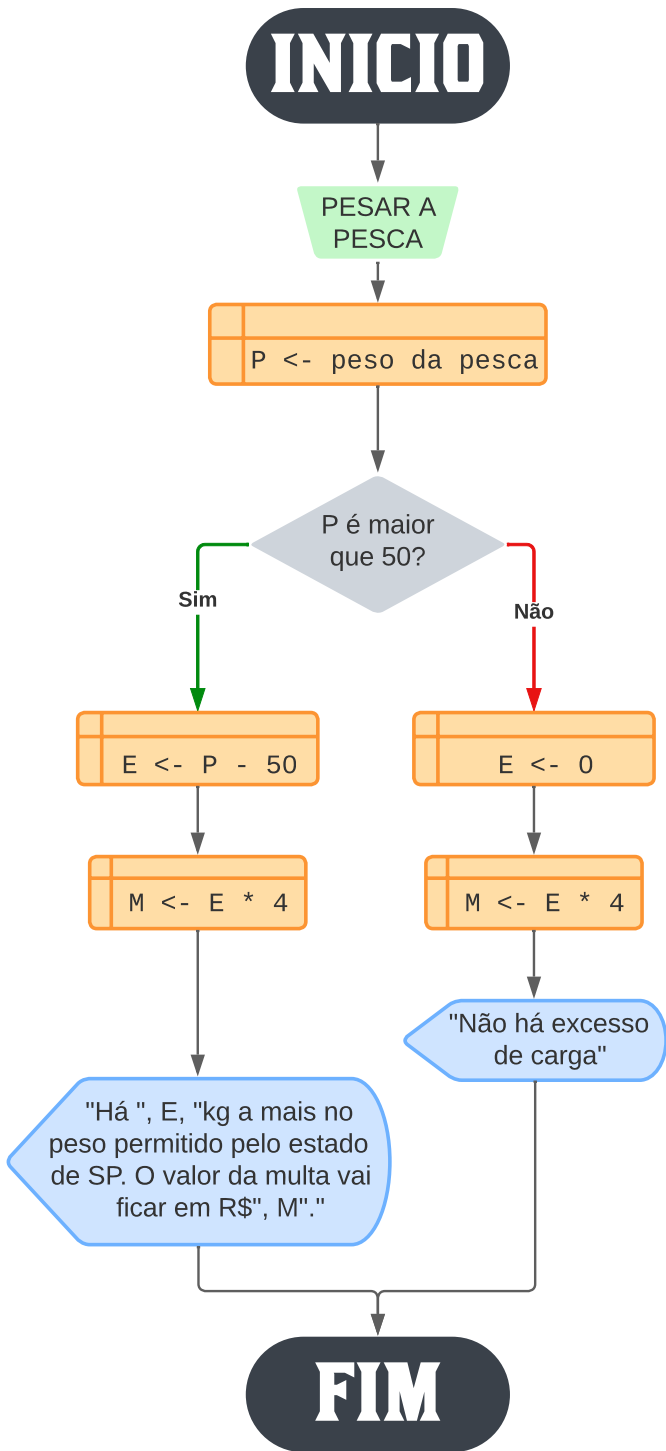 INICIO
PESAR A
PESCA
P <- peso da pesca
P é maior
que 50?
Sim
Não
E <- P - 50
E <- 0
M <- E * 4
M <- E * 4
"Não há excesso
de carga"
"Há ", E, "kg a mais no
peso permitido pelo estado
de SP. O valor da multa vai
ficar em R$", M"."
FIM